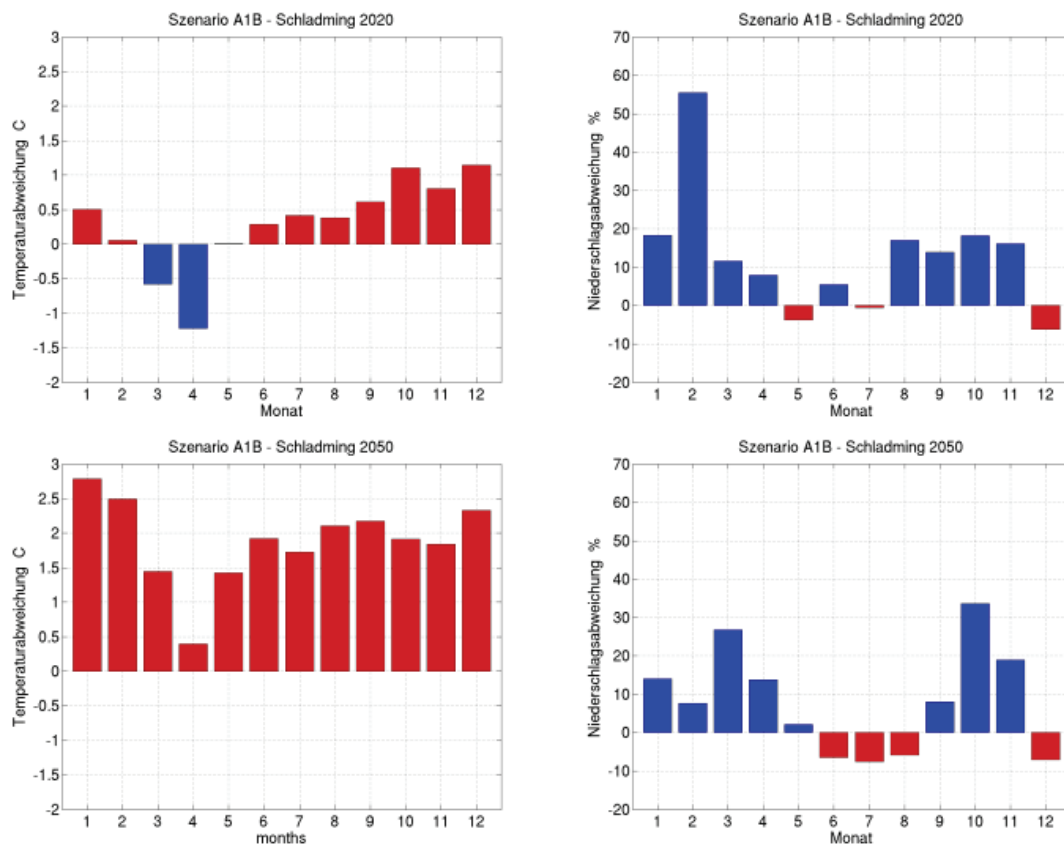 Szenario A1B - Schladming 2020
3
2.5
2
1.5
1
0.5
0
-0.5
-1
-1.5
-2
Temperaturabweichung C
1 2 3 4 5 6 7 8 9 10 11 12
Monat
Szenario A1B - Schladming 2020
70
60
50
40
30
20
10
0
-10
-20
Niederschlagsabweichung %
1 2 3 4 5 6 7 8 9 10 11 12
Monat
Szenario A1B - Schladming 2050
3
2.5
2
1.5
1
0.5
0
-0.5
-1
-1.5
-2
Temperaturabweichung C
1 2 3 4 5 6 7 8 9 10 11 12
months
Szenario A1B - Schladming 2050
70
60
50
40
30
20
10
0
-10
-20
Niederschlagsabweichung %
1 2 3 4 5 6 7 8 9 10 11 12
Monat